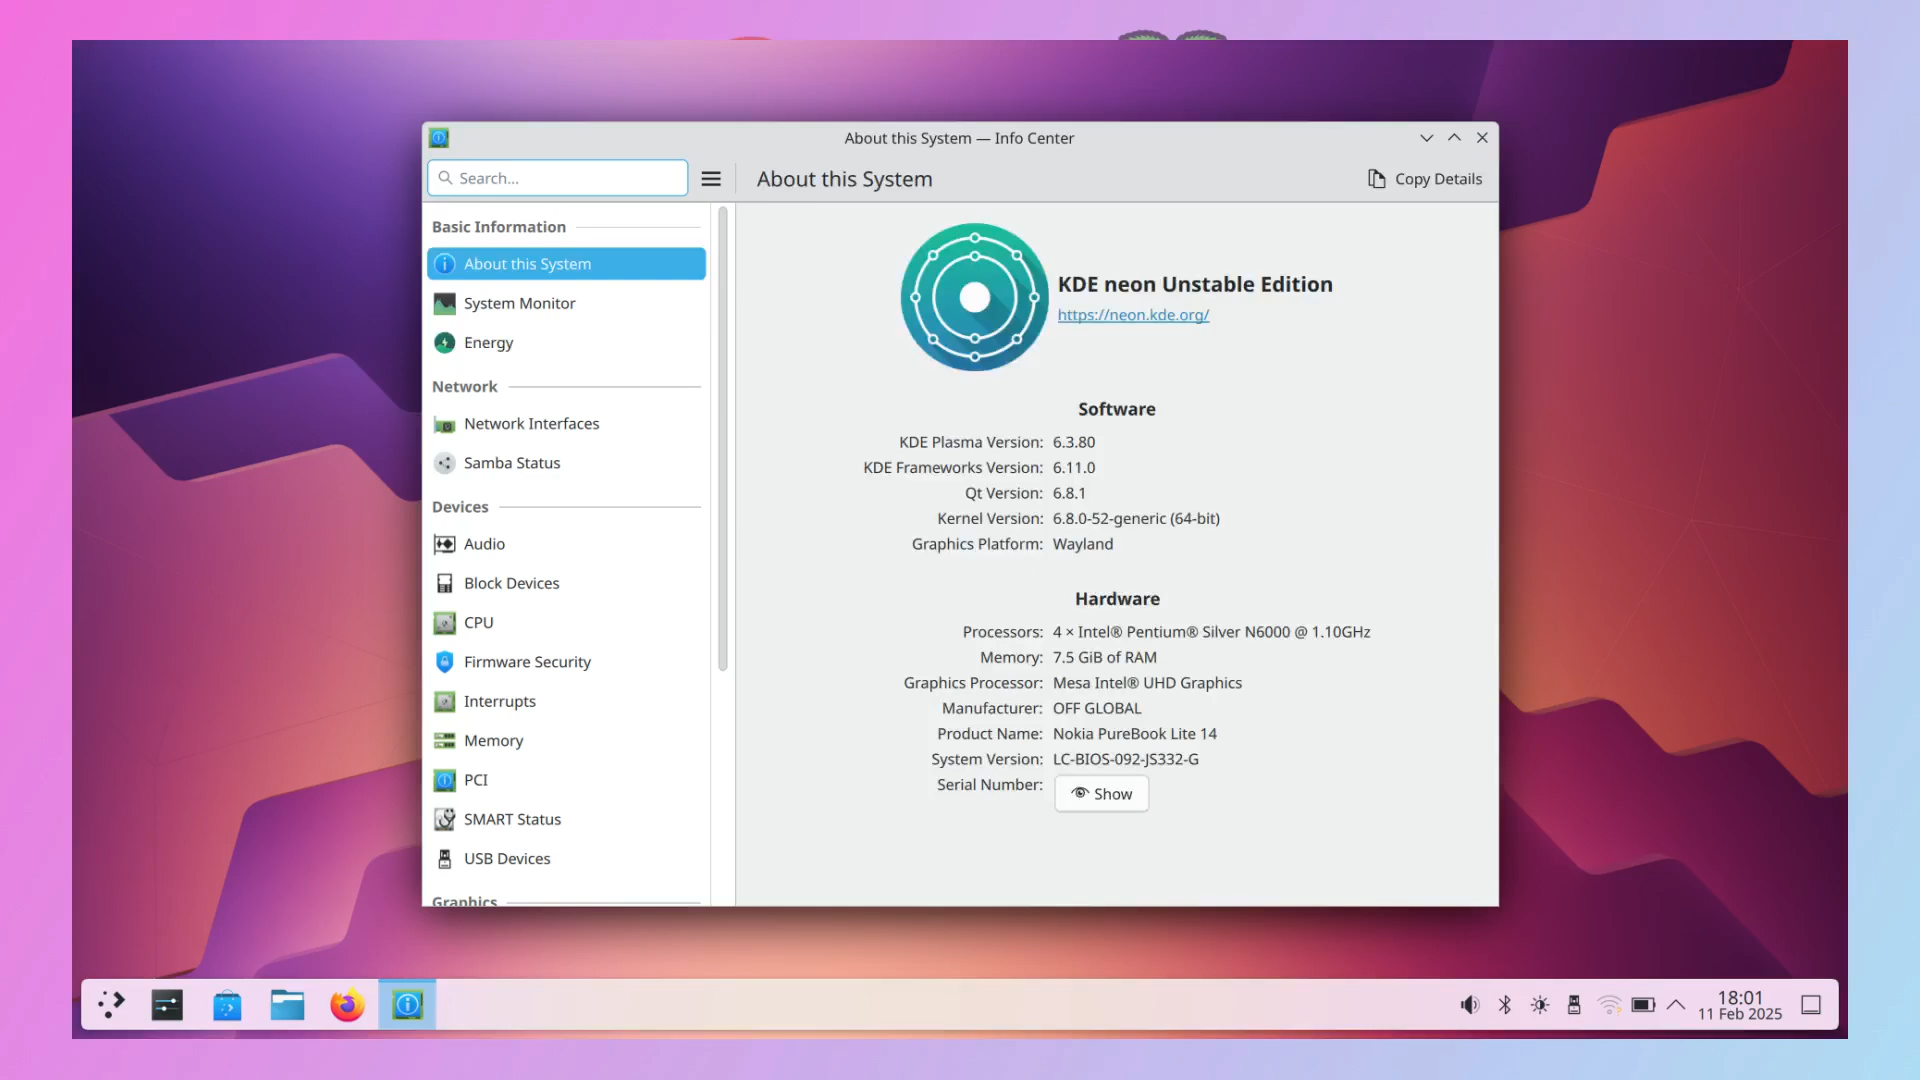 About this System — Info Center
Search...
About this System
Copy Details
Basic Information
About this System
System Monitor
Energy
Network
Network Interfaces
Samba Status
Devices
Audio
Block Devices
CPU
Firmware Security
Interrupts
Memory
PCI
SMART Status
USB Devices
Graphics
KDE neon Unstable Edition
https://neon.kde.org/
Software
KDE Plasma Version: 6.3.80
KDE Frameworks Version: 6.11.0
Qt Version: 6.8.1
Kernel Version: 6.8.0-52-generic (64-bit)
Graphics Platform: Wayland
Hardware
Processors: 4 × Intel® Pentium® Silver N6000 @ 1.10GHz
Memory: 7.5 GiB of RAM
Graphics Processor: Mesa Intel® UHD Graphics
Manufacturer: OFF GLOBAL
Product Name: Nokia PureBook Lite 14
System Version: LC-BIOS-092-JS332-G
Serial Number: Show
18:01
11 Feb 2025